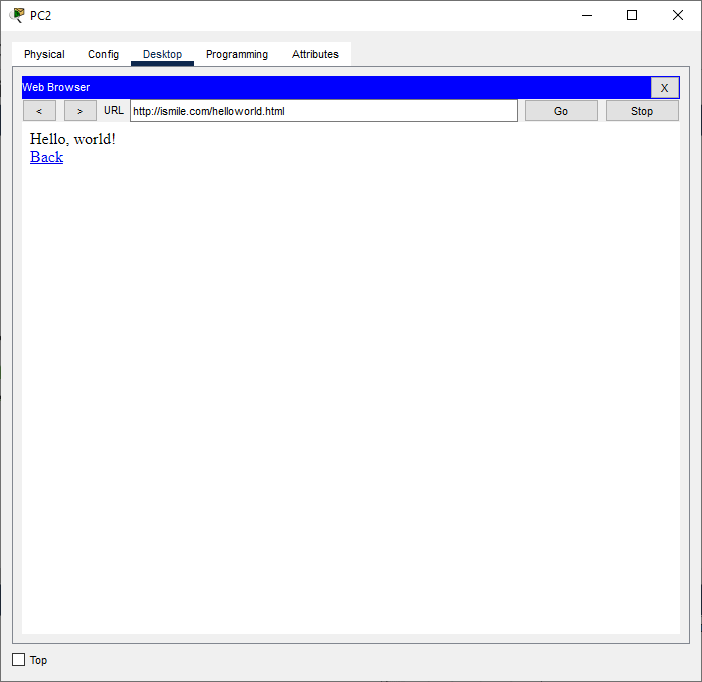 PC2
Physical Config Desktop Programming Attributes
Web Browser X
< > URL http://ismile.com/helloworld.html Go Stop
Hello, world!
Back
Top